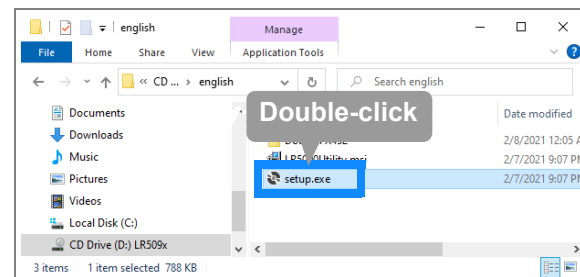 english
Manage
File
Home
Share
View
Application Tools
« CD ... › english
Search english
Double-click
Documents
Downloads
Music
Pictures
Videos
Local Disk (C:)
CD Drive (D:) LR509x
Date modified
2/8/2021 12:05 A
2/7/2021 9:07 PM
setup.exe
2/7/2021 9:07 PM
3 items
1 item selected 788 KB